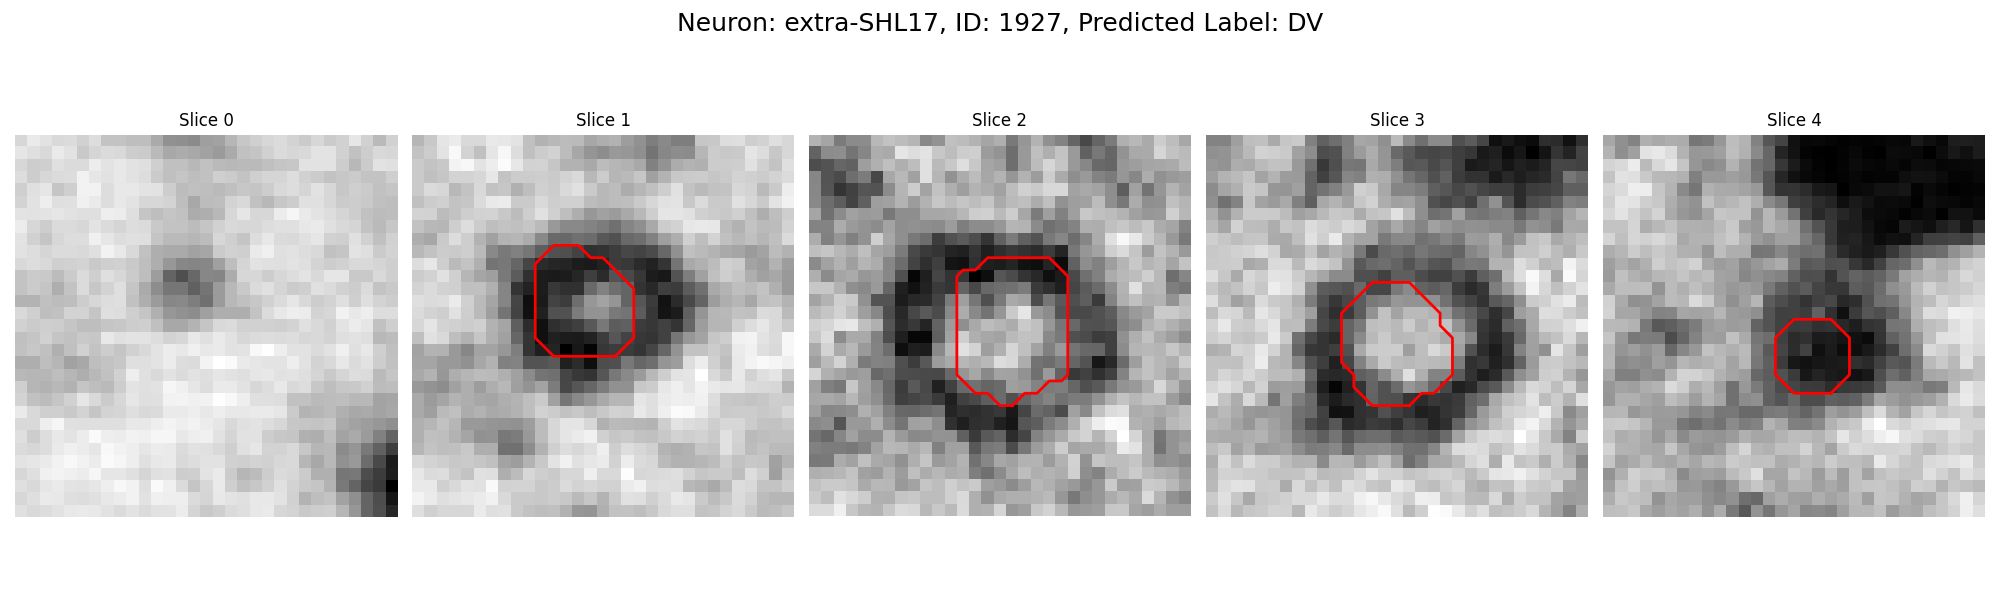 Neuron: extra-SHL17, ID: 1927, Predicted Label: DV
Slice 0
Slice 1
Slice 2
Slice 3
Slice 4